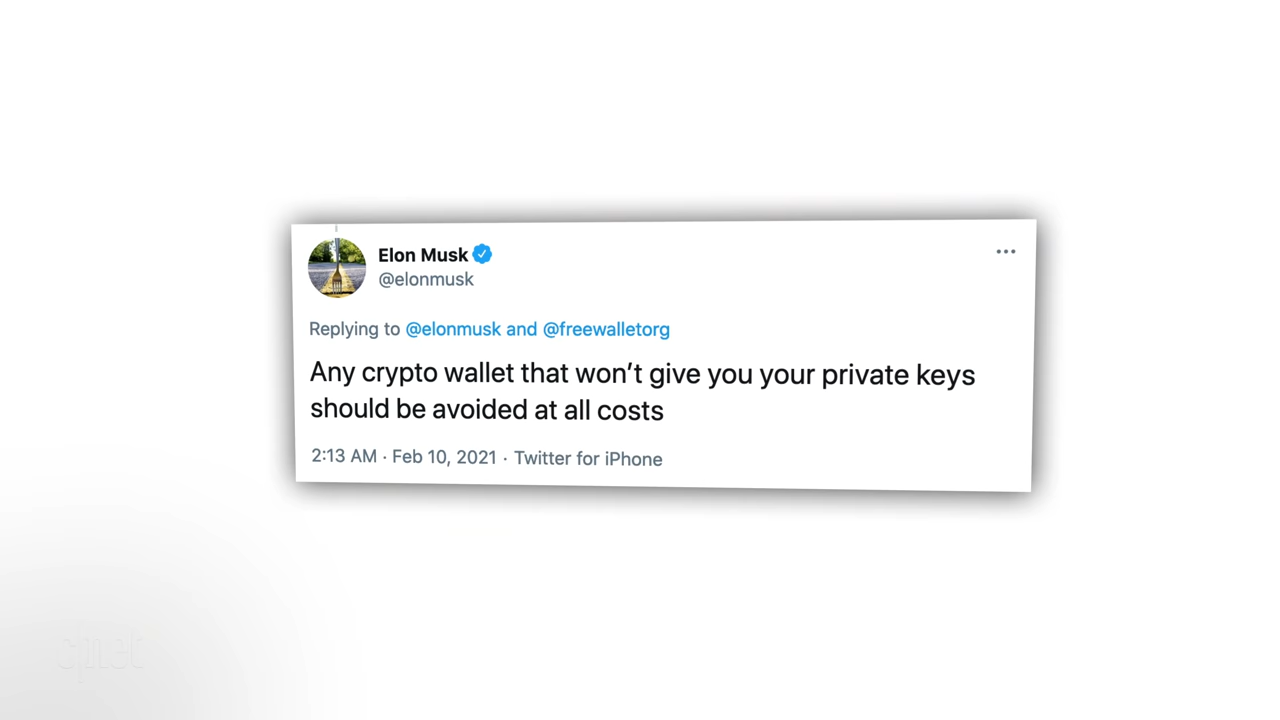 Elon Musk
@elonmusk
Replying to @elonmusk and @freewalletorg
Any crypto wallet that won’t give you your private keys
should be avoided at all costs
2:13 AM · Feb 10, 2021 · Twitter for iPhone
cnet